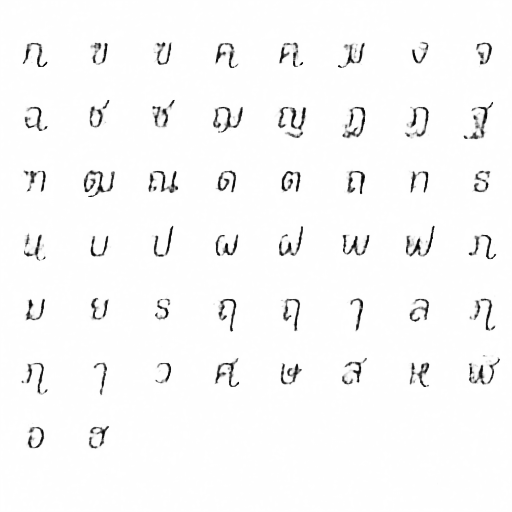 ก ข ฃ ค ฅ ฆ ง จ
ฉ ช ซ ฌ ญ ฎ ฏ ฐ
ฑ ฒ ณ ด ต ถ ท ธ
น บ ป ผ ฝ พ ฟ ภ
ม ย ร ฤ ฤ ๅ ล ฦ
ฦ ๅ ว ศ ษ ส ห ฬ
อ ฮ